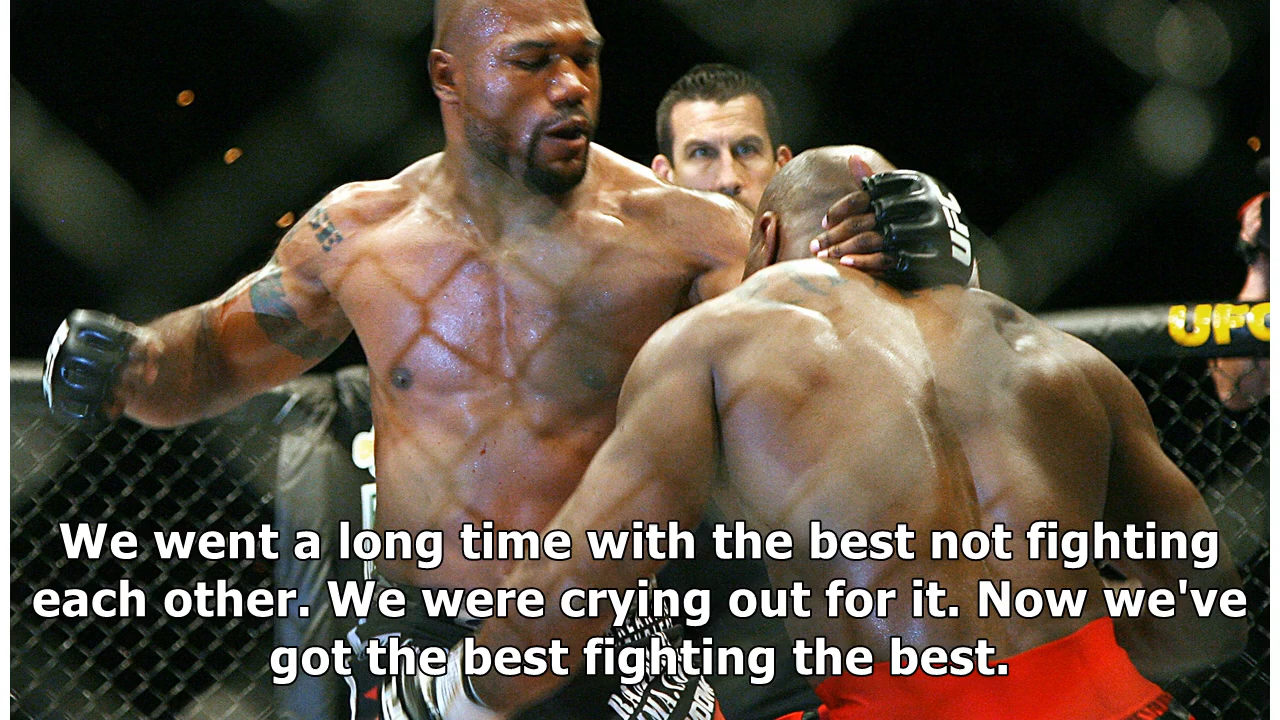 UFC
UFC
We went a long time with the best not fighting
each other. We were crying out for it. Now we've
got the best fighting the best.